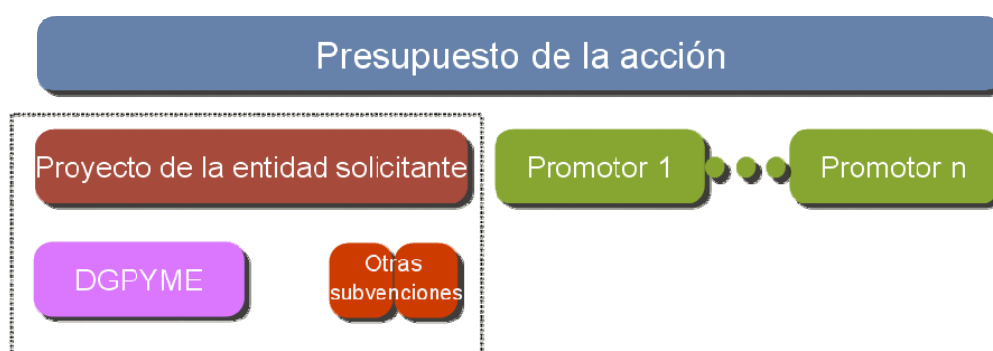 Presupuesto de la acción
Proyecto de la entidad solicitante
Promotor 1
Promotor n
DGPYME
Otras
subvenciones